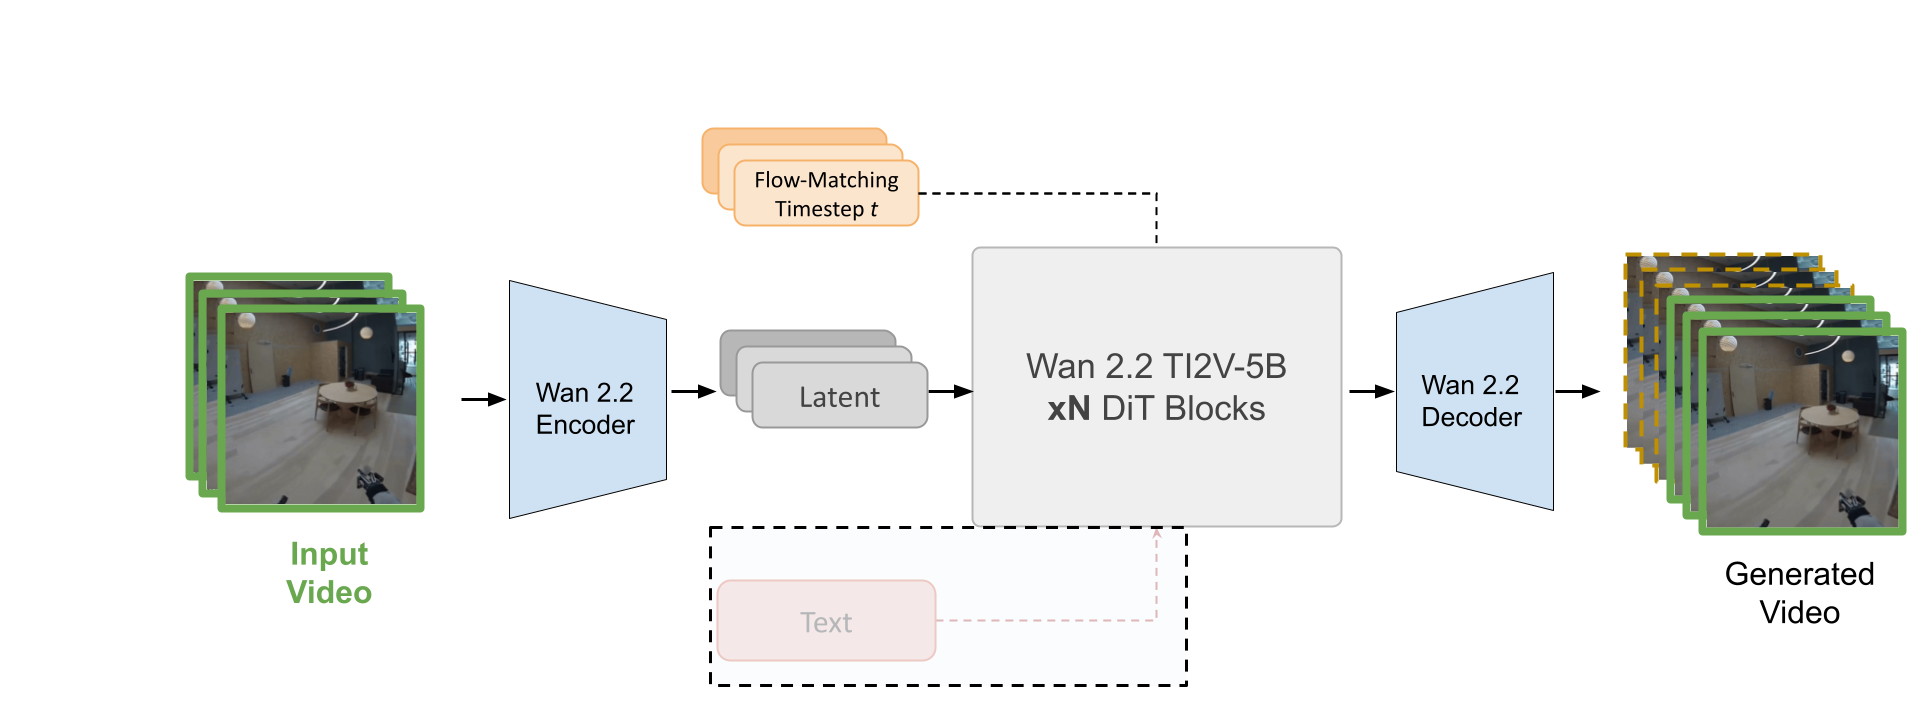 Flow-Matching
Timestep t
Input
Video
Wan 2.2
Encoder
Latent
Wan 2.2 TI2V-5B
xN DiT Blocks
Text
Wan 2.2
Decoder
Generated
Video